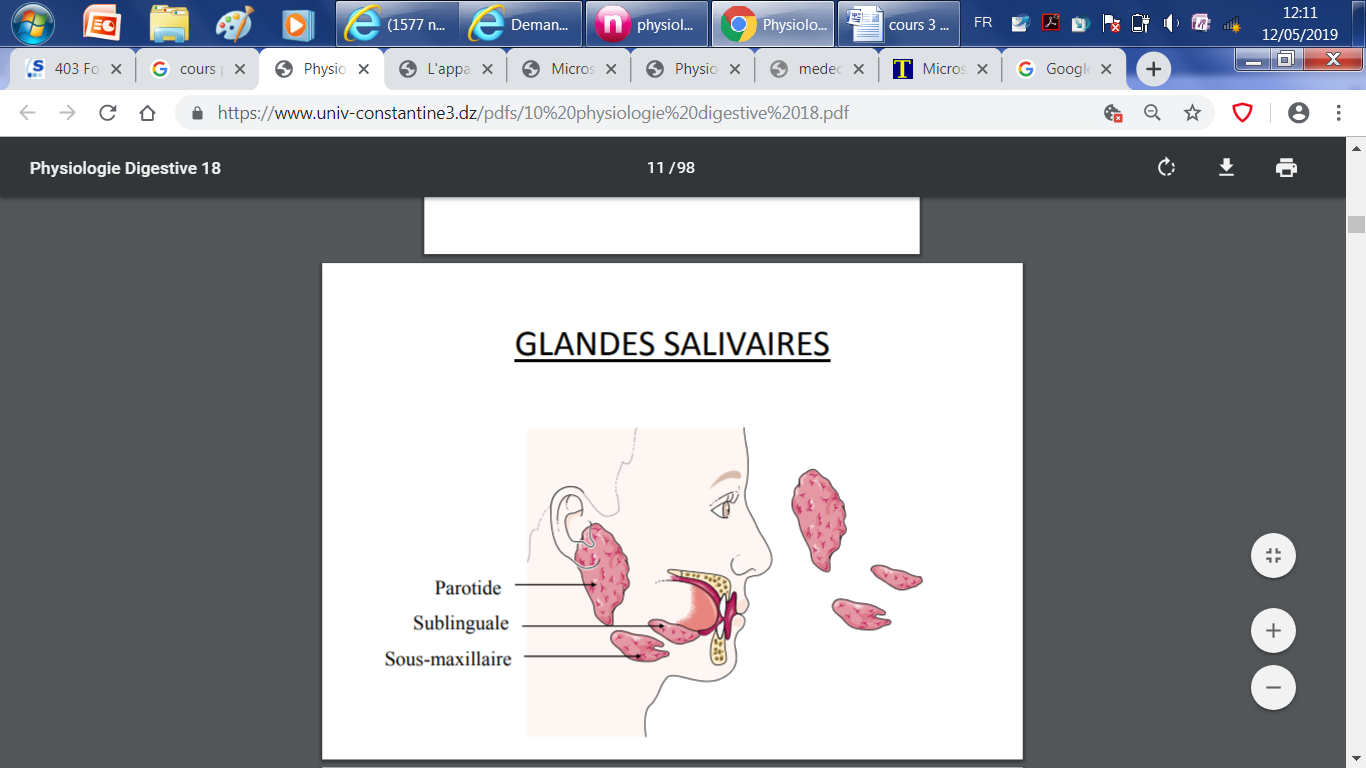 (1577 n...
Deman...
physiol...
Physiolo...
cours 3 ...
FR
12:11
12/05/2019
403 Fo
cours p
Physio
L'appa
Micros
Physio
medec
Micros
Google
https://www.univ-constantine3.dz/pdfs/10%20physiologie%20digestive%2018.pdf
Physiologie Digestive 18
11 / 98
GLANDES SALIVAIRES
Parotide
Sublinguale
Sous-maxillaire